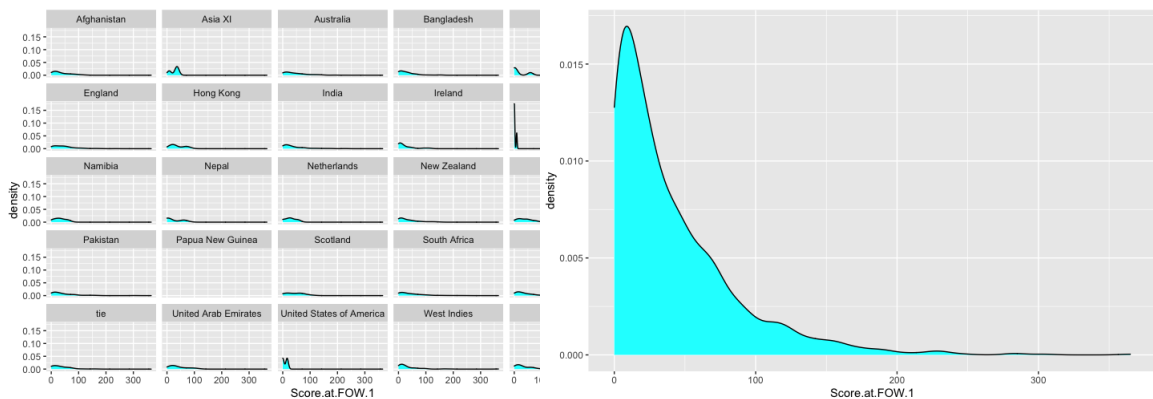 Afghanistan Asia XI Australia Bangladesh
0.15
0.10
0.05
0.00
England Hong Kong India Ireland
0.15
0.10
0.05
0.00
Namibia Nepal Netherlands New Zealand
0.15
0.10
0.05
0.00
Pakistan Papua New Guinea Scotland South Africa
0.15
0.10
0.05
0.00
tie United Arab Emirates United States of America West Indies
0.15
0.10
0.05
0.00
0 100 200 300 0 100 200 300 0 100 200 300 0 100 200 300 0
Score.at.FOW.1
density
0.015
0.010
0.005
0.000
0 100 200 300
Score.at.FOW.1
density